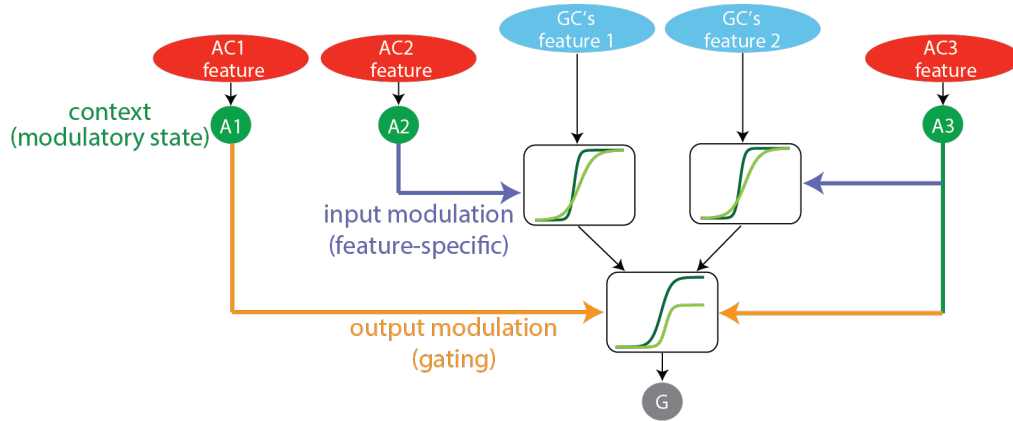 AC1
feature
AC2
feature
GC's
feature 1
GC's
feature 2
AC3
feature
context
(modulatory state)
A1
A2
A3
input modulation
(feature-specific)
output modulation
(gating)
G